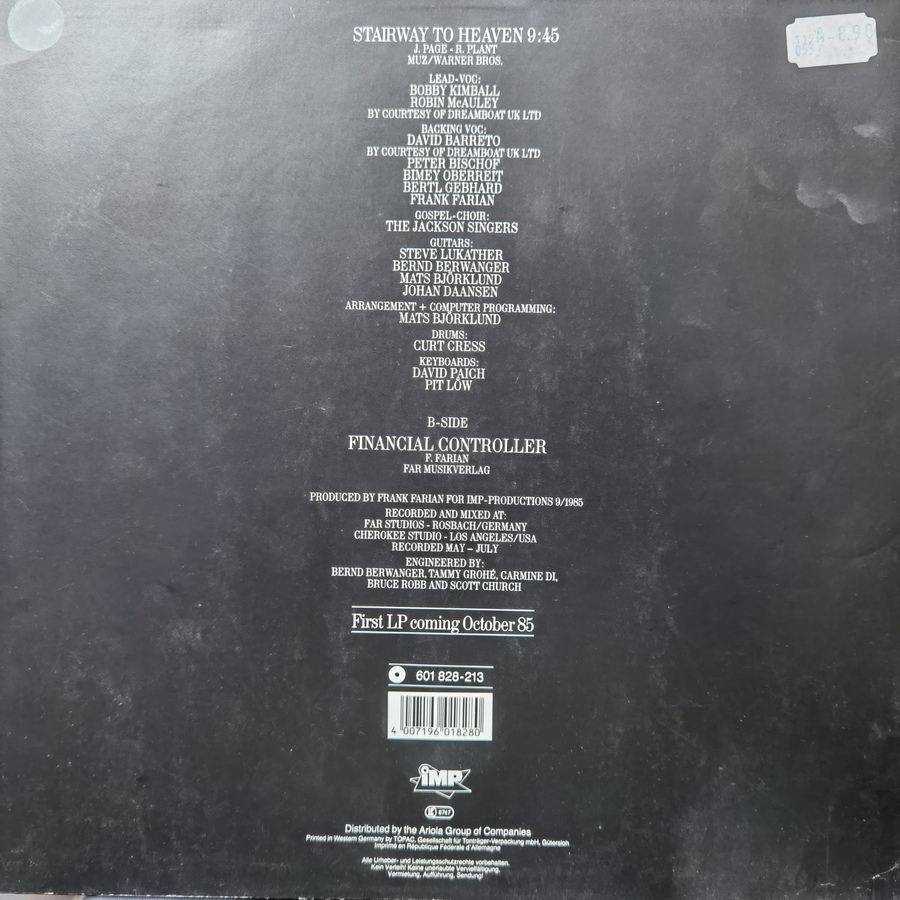 STAIRWAY TO HEAVEN 9:45
J. PAGE - R. PLANT
MUZ/WARNER BROS.
LEAD-VOC:
BOBBY KIMBALL
ROBIN McAULEY
BY COURTESY OF DREAMBOAT UK LTD
BACKING VOC:
DAVID BARRETO
BY COURTESY OF DREAMBOAT UK LTD
PETER BISCHOF
BIMEY OBERREIT
BERTL GEBHARD
FRANK FARIAN
GOSPEL-CHOIR:
THE JACKSON SINGERS
GUITARS:
STEVE LUKATHER
BERND BERWANGER
MATS BJÖRKLUND
JOHAN DAANSEN
ARRANGEMENT + COMPUTER PROGRAMMING:
MATS BJÖRKLUND
DRUMS:
CURT CRESS
KEYBOARDS:
DAVID PAICH
PIT LÖW
B-SIDE
FINANCIAL CONTROLLER
F. FARIAN
FAR MUSIKVERLAG
PRODUCED BY FRANK FARIAN FOR IMP-PRODUCTIONS 9/1985
RECORDED AND MIXED AT:
FAR STUDIOS - ROSBACH/GERMANY
CHEROKEE STUDIO - LOS ANGELES/USA
RECORDED MAY – JULY
ENGINEERED BY:
BERND BERWANGER, TAMMY GROHÉ, CARMINE DI,
BRUCE ROBB AND SCOTT CHURCH
First LP coming October 85
601 828-213
4 007196 018280
IMP
LC 8747
Distributed by the Ariola Group of Companies
Printed in Western Germany by TOPAC, Gesellschaft für Tonträger-Verpackung mbH, Gütersloh
Imprimé en République Fédérale d'Allemagne
Alle Urheber- und Leistungsschutzrechte vorbehalten.
Kein Verleih! Keine unerlaubte Vervielfältigung,
Vermietung, Aufführung, Sendung!